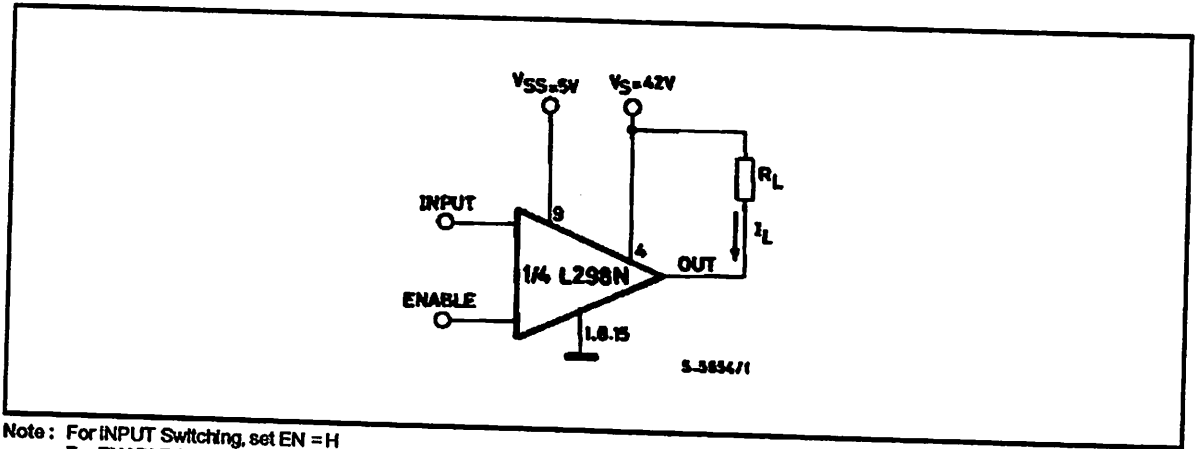 VSS=5V VS=42V
INPUT
9
RL
IL
4
OUT
1/4 L298N
ENABLE
1.8.15
S-5854/1
Note: For INPUT Switching, set EN = H